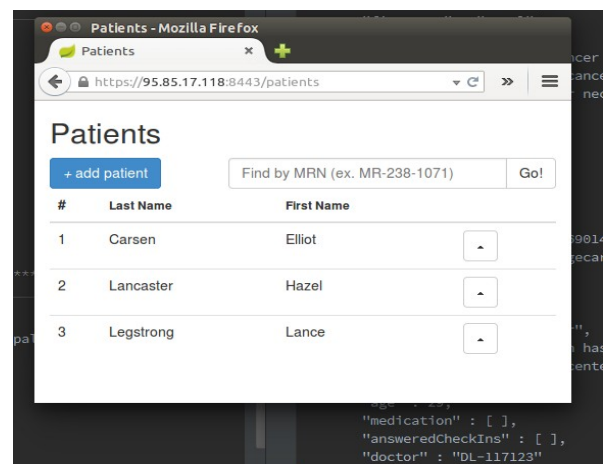 Patients - Mozilla Firefox
Patients
https://95.85.17.118:8443/patients
Patients
+ add patient
Find by MRN (ex. MR-238-1071)
Go!
# Last Name First Name
1 Carsen Elliot
2 Lancaster Hazel
3 Legstrong Lance
"medication" : [ ],
"answeredCheckIns" : [ ],
"doctor" : "DL-117123"